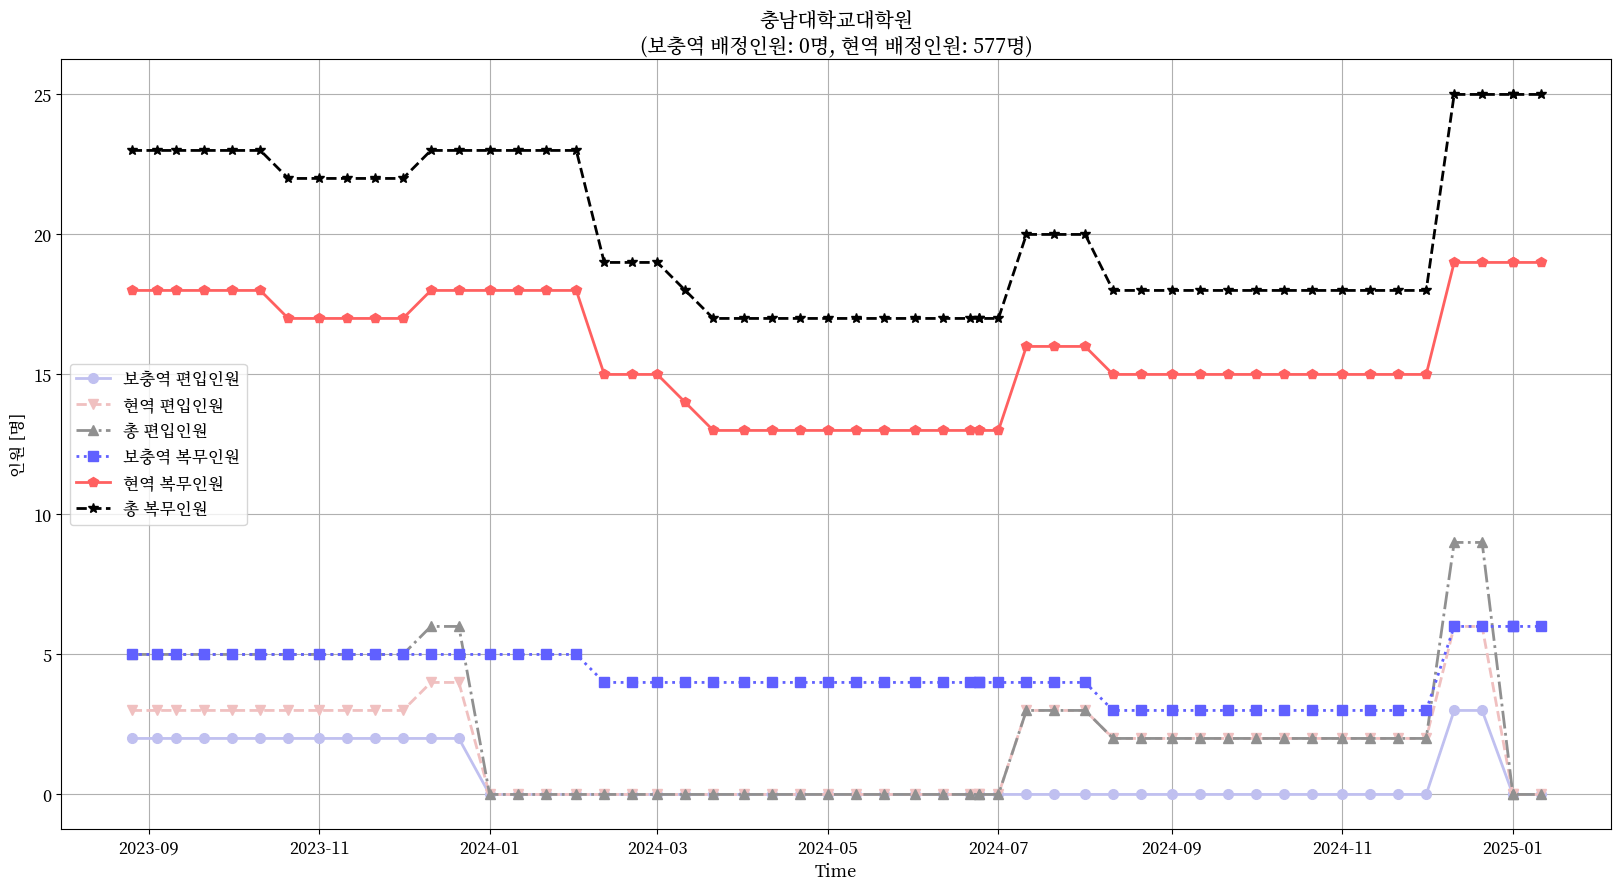 충남대학교대학원
(보충역 배정인원: 0명, 현역 배정인원: 577명)
25
20
15
10
5
0
인원 [명]
보충역 편입인원
현역 편입인원
총 편입인원
보충역 복무인원
현역 복무인원
총 복무인원
2023-09
2023-11
2024-01
2024-03
2024-05
2024-07
2024-09
2024-11
2025-01
Time